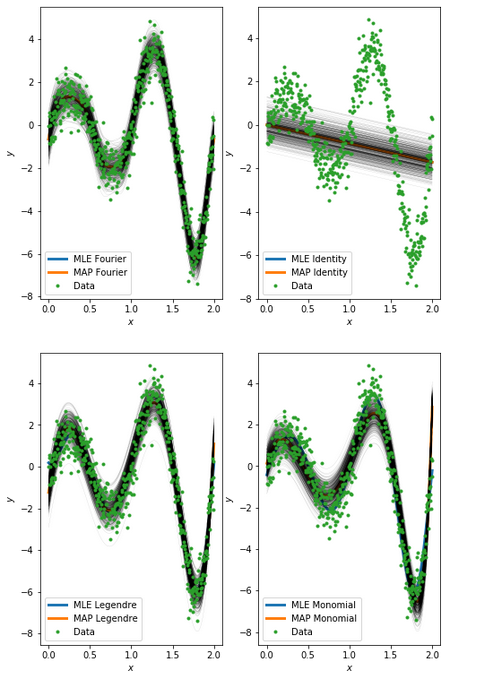 y
4
2
0
−2
−4
−6
−8
MLE Fourier
MAP Fourier
Data
0.0 0.5 1.0 1.5 2.0
x
y
4
2
0
−2
−4
−6
−8
MLE Identity
MAP Identity
Data
0.0 0.5 1.0 1.5 2.0
x
y
4
2
0
−2
−4
−6
−8
MLE Legendre
MAP Legendre
Data
0.0 0.5 1.0 1.5 2.0
x
y
4
2
0
−2
−4
−6
−8
MLE Monomial
MAP Monomial
Data
0.0 0.5 1.0 1.5 2.0
x